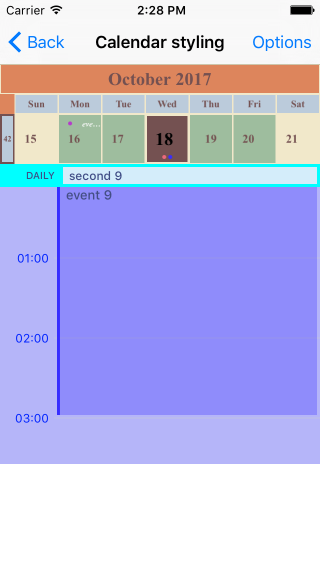 Carrier 2:28 PM
Back Calendar styling Options
October 2017
Sun Mon Tue Wed Thu Fri Sat
eve...
42 15 16 17 18 19 20 21
DAILY second 9
event 9
01:00
02:00
03:00